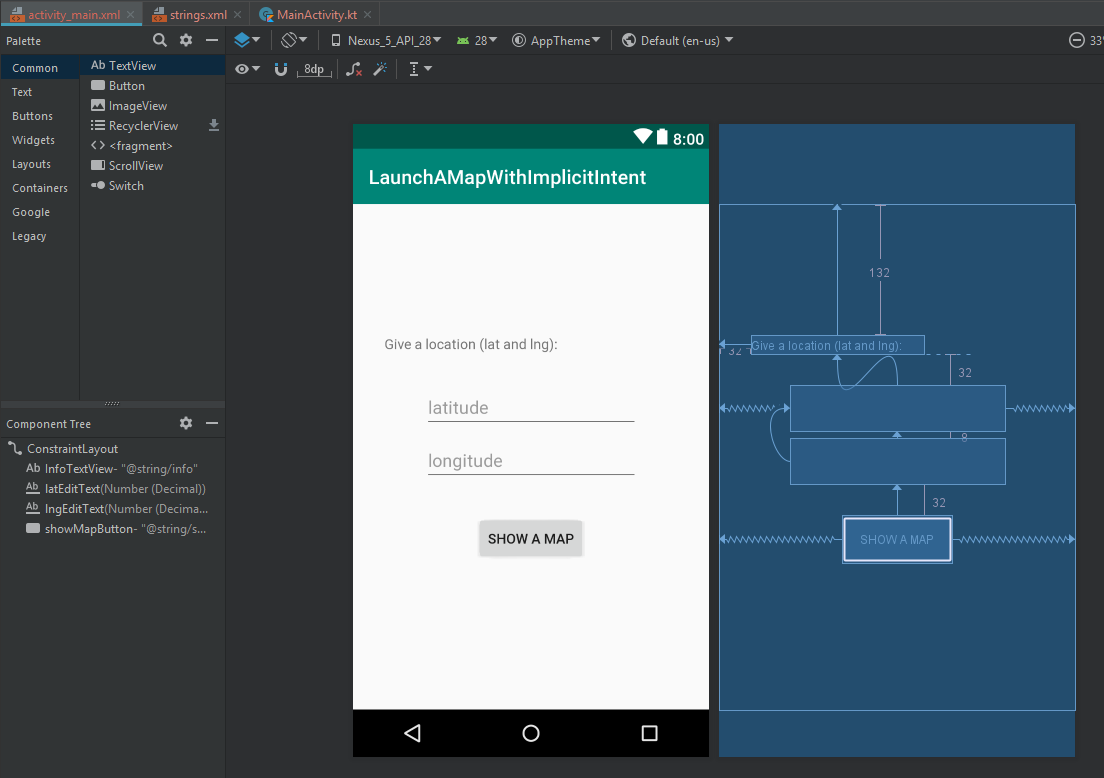 activity_main.xml
strings.xml
MainActivity.kt
Palette
Nexus_5_API_28
28
AppTheme
Default (en-us)
33
Common
Text
Buttons
Widgets
Layouts
Containers
Google
Legacy
Ab TextView
Button
ImageView
RecyclerView
<fragment>
ScrollView
Switch
8dp
8:00
LaunchAMapWithImplicitIntent
Give a location (lat and lng):
latitude
longitude
SHOW A MAP
132
Give a location (lat and lng):
32
32
8
32
SHOW A MAP
Component Tree
ConstraintLayout
Ab InfoTextView- "@string/info"
Ab latEditText(Number (Decimal))
Ab lngEditText(Number (Decima...
showMapButton- "@string/s...